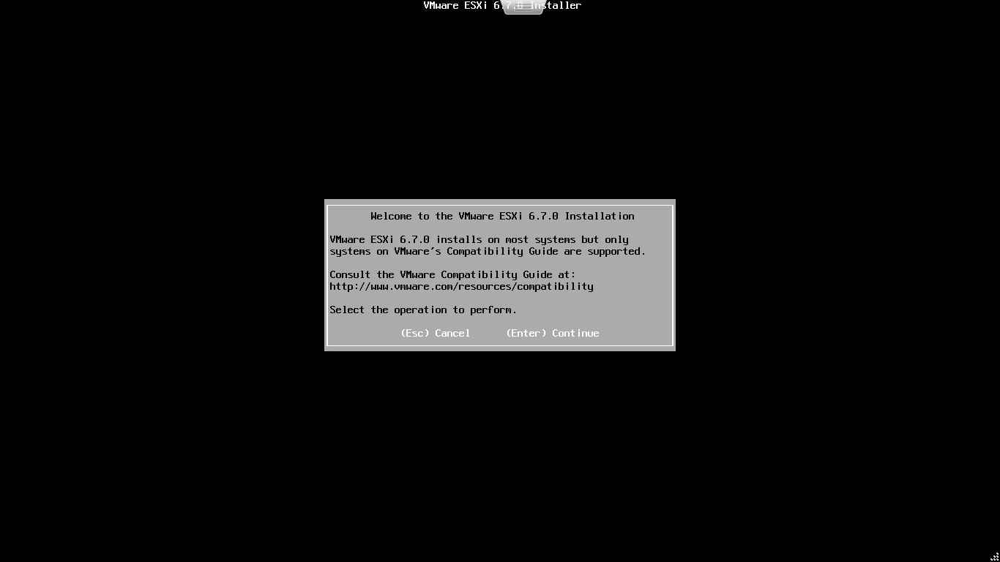 VMware ESXi 6.7.0 Installer
Welcome to the VMware ESXi 6.7.0 Installation
VMware ESXi 6.7.0 installs on most systems but only
systems on VMware's Compatibility Guide are supported.
Consult the VMware Compatibility Guide at:
http://www.vmware.com/resources/compatibility
Select the operation to perform.
(Esc) Cancel (Enter) Continue